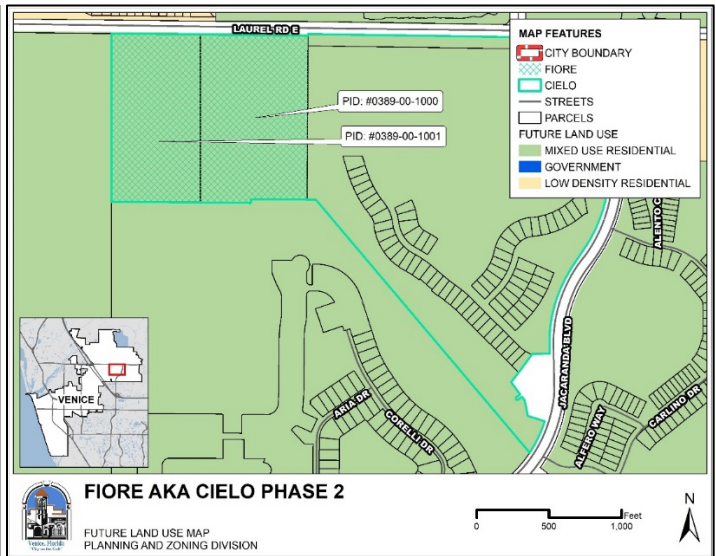 LAUREL RD E
MAP FEATURES
CITY BOUNDARY
FIORE
CIELO
STREETS
PARCELS
FUTURE LAND USE
MIXED USE RESIDENTIAL
GOVERNMENT
LOW DENSITY RESIDENTIAL
PID: #0389-00-1000
PID: #0389-00-1001
JACARANDA BLVD
ARIA DR
CORELLI DR
ALFERO WAY
CARLINO DR
VENICE
FIORE AKA CIELO PHASE 2
FUTURE LAND USE MAP
PLANNING AND ZONING DIVISION
Venice, Florida
0 500 1,000
Feet
N